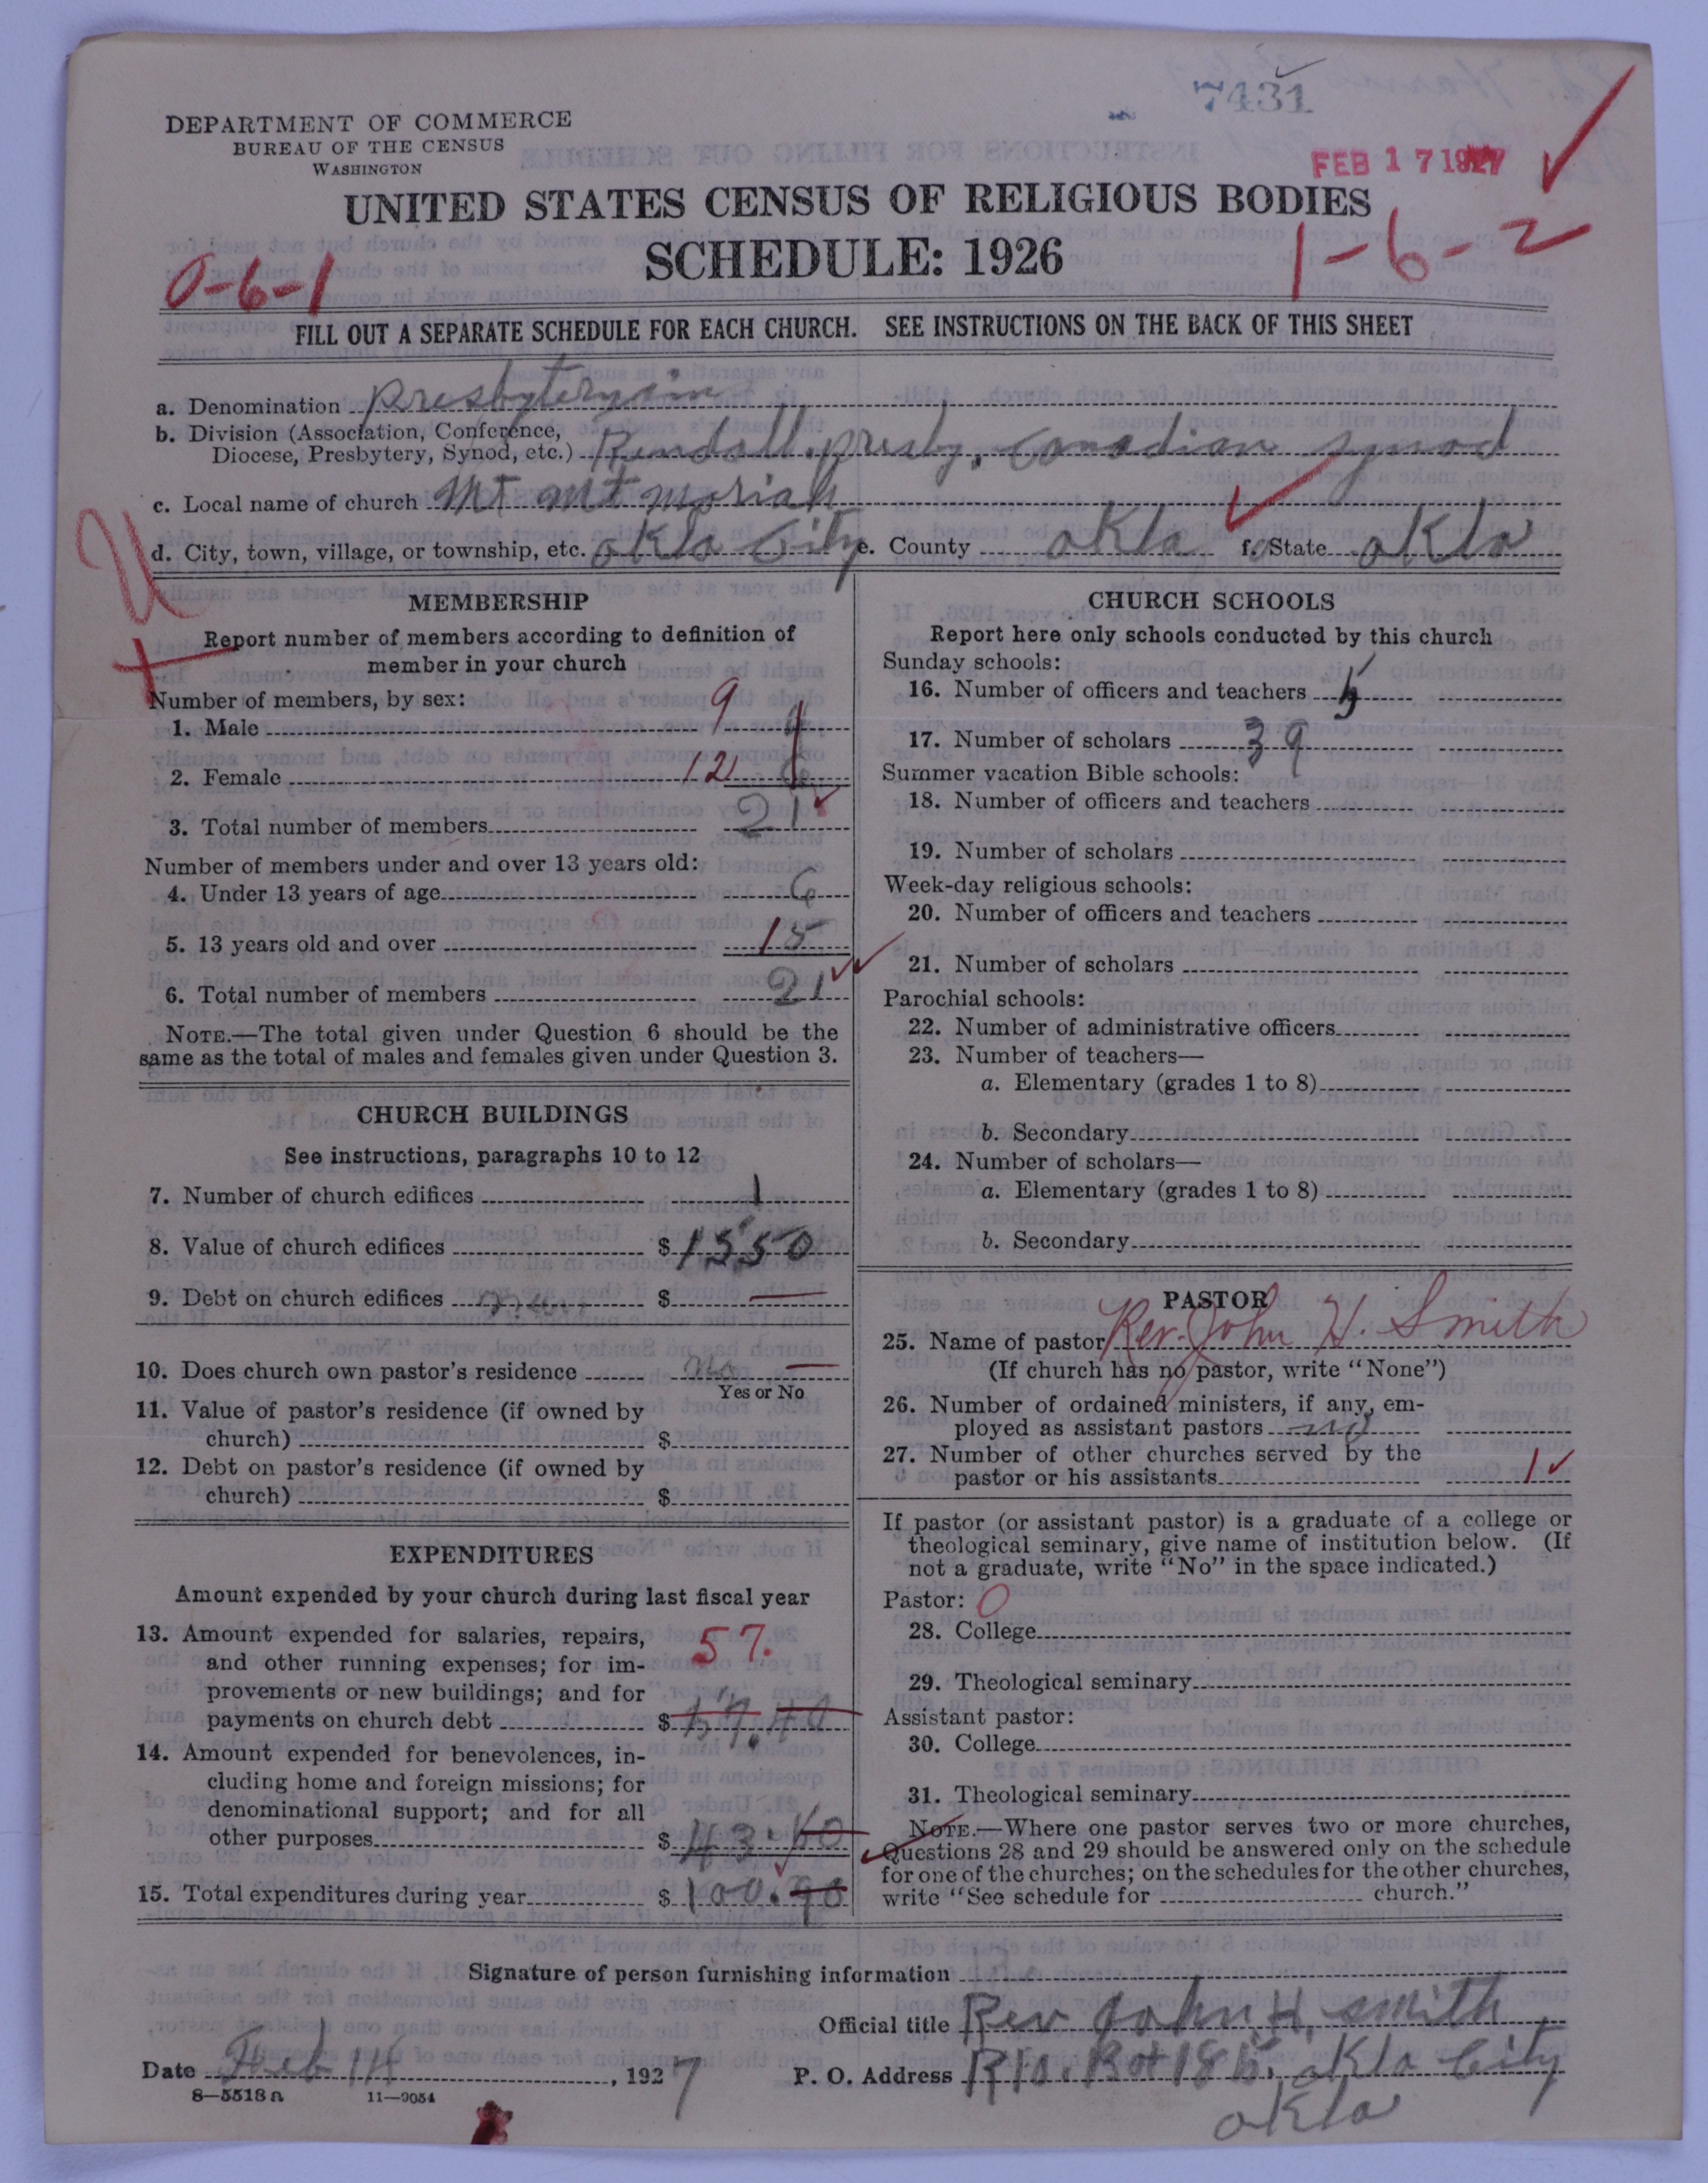 7431
DEPARTMENT OF COMMERCE
BUREAU OF THE CENSUS
WASHINGTON
FEB 17 1927
UNITED STATES CENSUS OF RELIGIOUS BODIES
SCHEDULE: 1926
0-6-1
1-6-2
FILL OUT A SEPARATE SCHEDULE FOR EACH CHURCH. SEE INSTRUCTIONS ON THE BACK OF THIS SHEET
a. Denomination presbyterian
b. Division (Association, Conference,
Diocese, Presbytery, Synod, etc.) Rendall. presby. Canadian synod
c. Local name of church Mt Mt moriah
d. City, town, village, or township, etc. okla City e. County okla f. State okla
U
MEMBERSHIP
Report number of members according to definition of
member in your church
Number of members, by sex:
1. Male 9
2. Female 12
3. Total number of members 21
Number of members under and over 13 years old:
4. Under 13 years of age 6
5. 13 years old and over 15
6. Total number of members 21
NOTE.—The total given under Question 6 should be the
same as the total of males and females given under Question 3.
CHURCH BUILDINGS
See instructions, paragraphs 10 to 12
7. Number of church edifices 1
8. Value of church edifices $ 1550
9. Debt on church edifices $ —
10. Does church own pastor's residence no —
Yes or No
11. Value of pastor's residence (if owned by
church) $
12. Debt on pastor's residence (if owned by
church) $
EXPENDITURES
Amount expended by your church during last fiscal year
13. Amount expended for salaries, repairs, 57.
and other running expenses; for im-
provements or new buildings; and for
payments on church debt $ 57.40
14. Amount expended for benevolences, in-
cluding home and foreign missions; for
denominational support; and for all
other purposes $ 43.50
15. Total expenditures during year $ 100.90
CHURCH SCHOOLS
Report here only schools conducted by this church
Sunday schools:
16. Number of officers and teachers 5
17. Number of scholars 39
Summer vacation Bible schools:
18. Number of officers and teachers
19. Number of scholars
Week-day religious schools:
20. Number of officers and teachers
21. Number of scholars
Parochial schools:
22. Number of administrative officers
23. Number of teachers—
a. Elementary (grades 1 to 8)
b. Secondary
24. Number of scholars—
a. Elementary (grades 1 to 8)
b. Secondary
PASTOR
25. Name of pastor Rev. John H. Smith
(If church has no pastor, write "None")
26. Number of ordained ministers, if any, em-
ployed as assistant pastors no
27. Number of other churches served by the
pastor or his assistants 1
If pastor (or assistant pastor) is a graduate of a college or
theological seminary, give name of institution below. (If
not a graduate, write "No" in the space indicated.)
Pastor: 0
28. College
29. Theological seminary
Assistant pastor:
30. College
31. Theological seminary
NOTE.—Where one pastor serves two or more churches,
Questions 28 and 29 should be answered only on the schedule
for one of the churches; on the schedules for the other churches,
write "See schedule for church."
Signature of person furnishing information
Official title Rev John H. Smith
Date Feb 14, 1927 P. O. Address R10. Box 186. okla City
okla
8—5518 a 11—9054